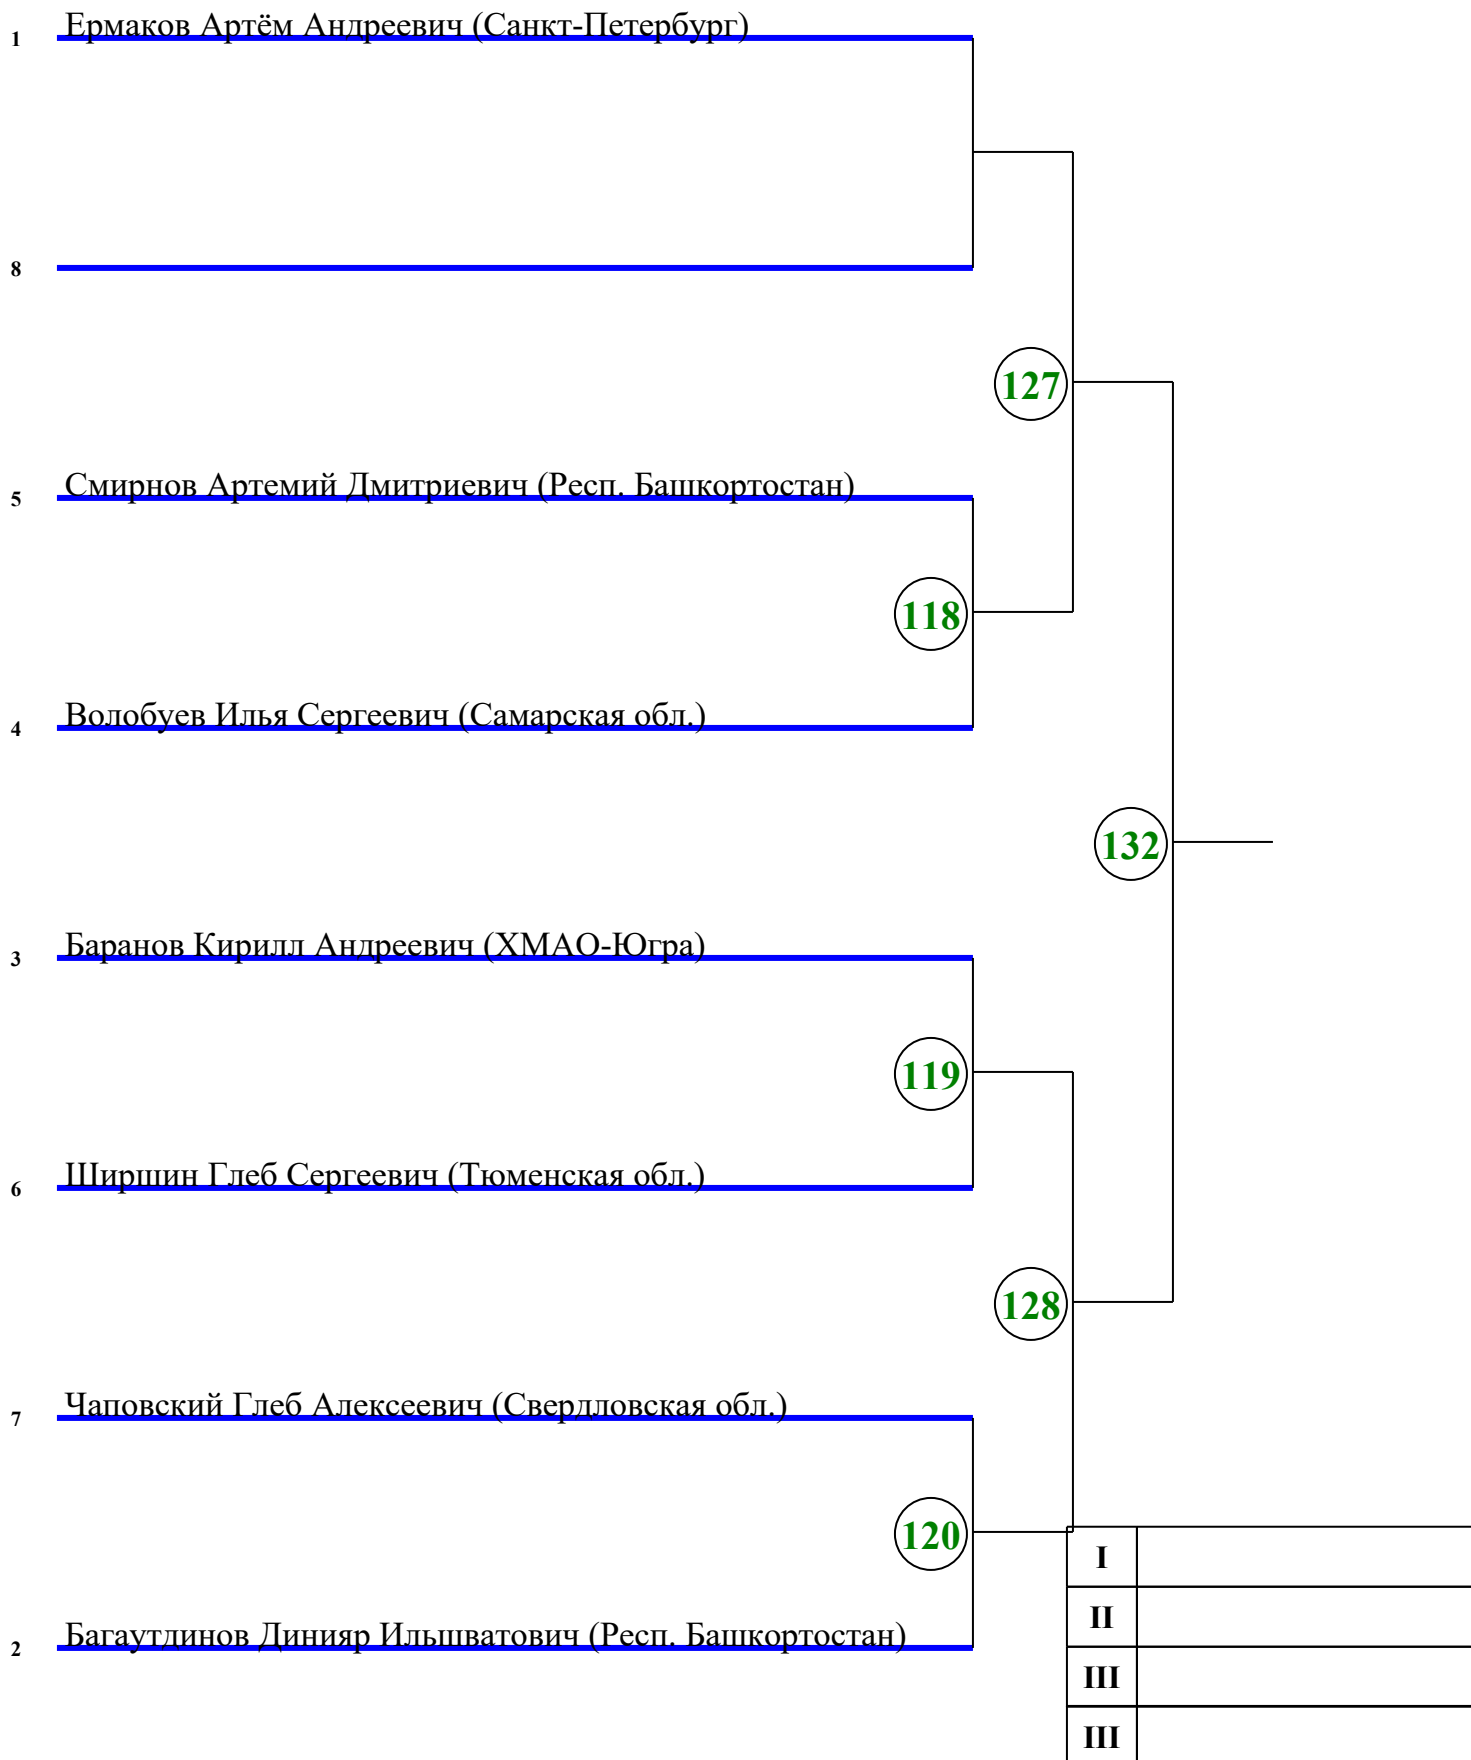 1 Ермаков Артём Андреевич (Санкт-Петербург)
8
127
5 Смирнов Артемий Дмитриевич (Респ. Башкортостан)
118
4 Волобуев Илья Сергеевич (Самарская обл.)
132
3 Баранов Кирилл Андреевич (ХМАО-Югра)
119
6 Ширшин Глеб Сергеевич (Тюменская обл.)
128
7 Чаповский Глеб Алексеевич (Свердловская обл.)
120
I
II
2 Багаутдинов Динияр Ильшватович (Респ. Башкортостан)
III
III